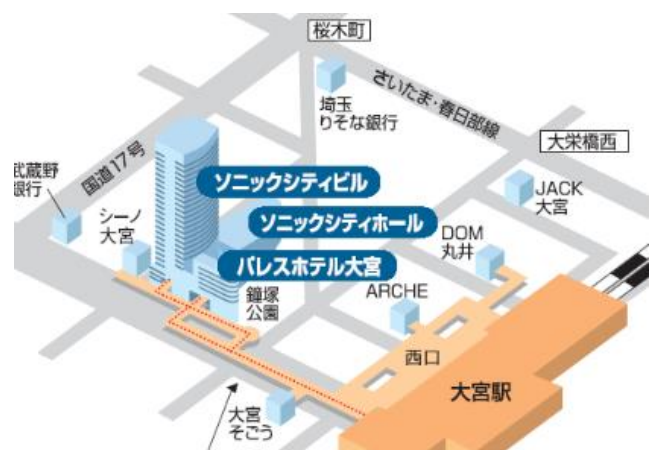 桜木町
さいたま・春日部線
埼玉
りそな銀行
大栄橋西
国道17号
武蔵野
銀行
ソニックシティビル
JACK
大宮
シーノ
大宮
ソニックシティホール
DOM
丸井
パレスホテル大宮
鐘塚
公園
ARCHE
西口
大宮駅
大宮
そごう